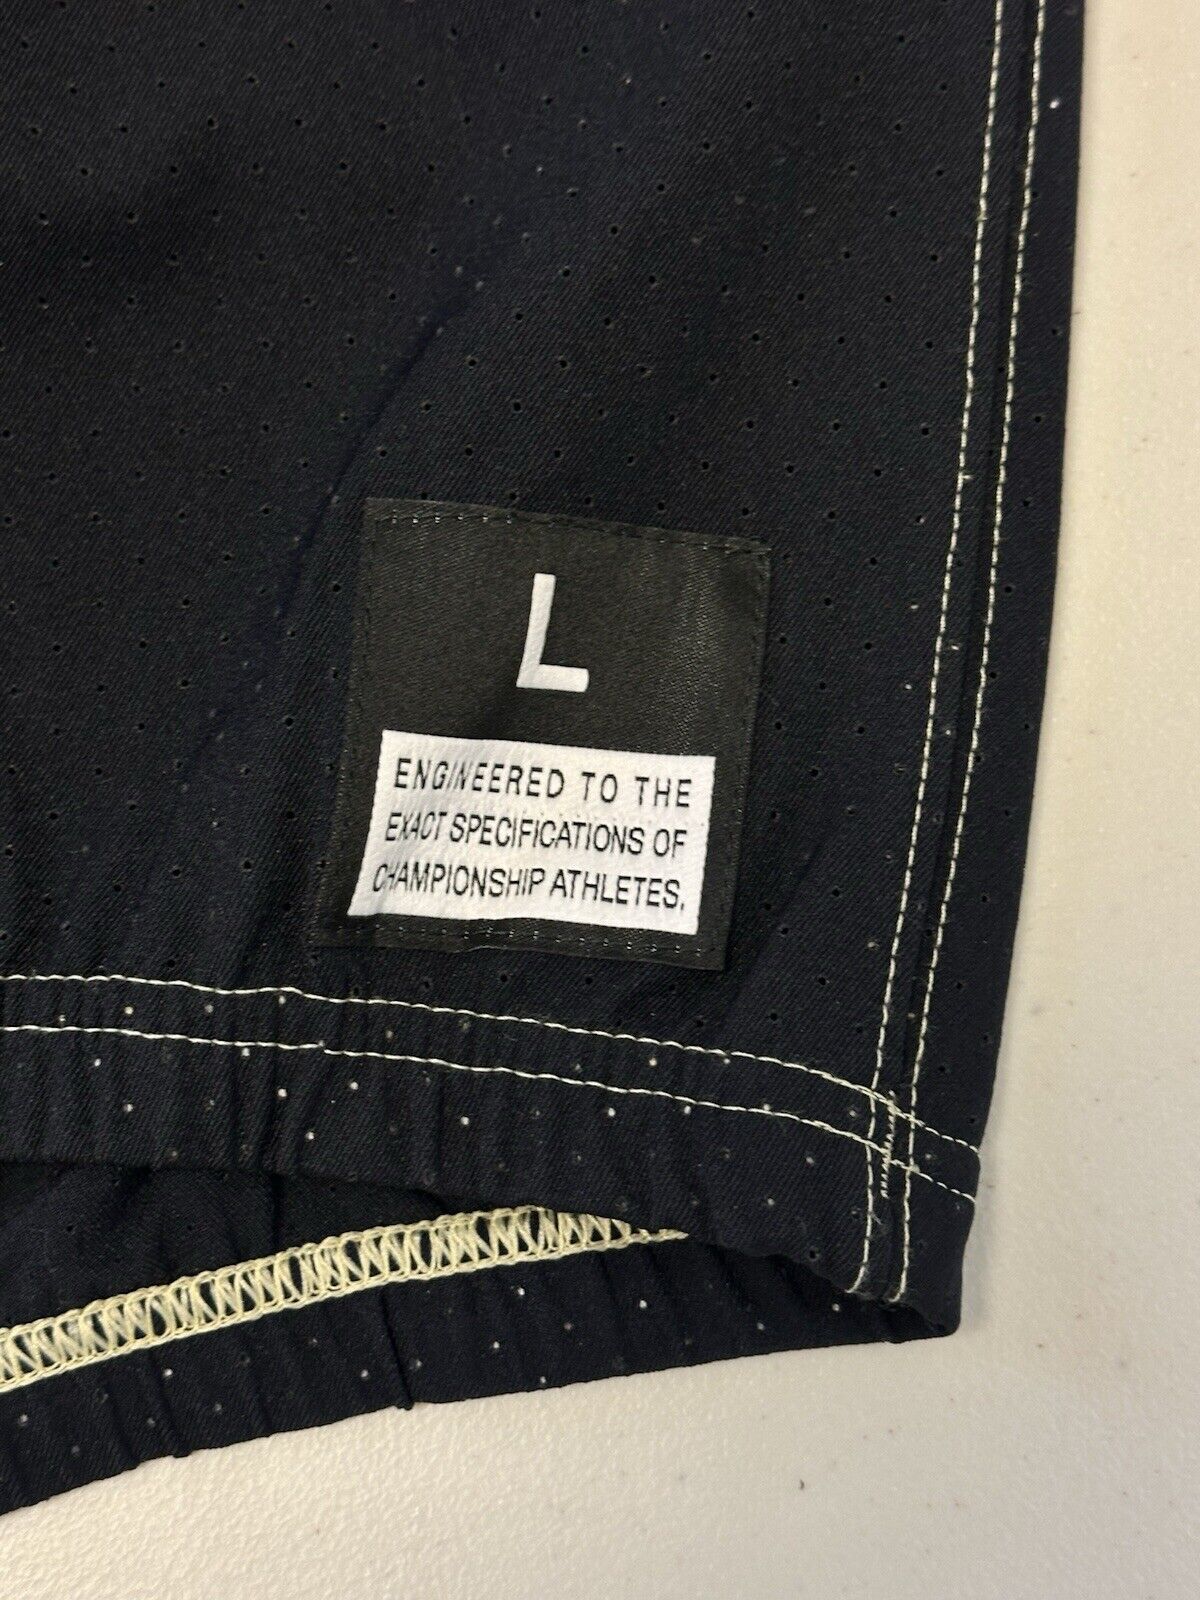 L
ENGINEERED TO THE
EXACT SPECIFICATIONS OF
CHAMPIONSHIP ATHLETES.